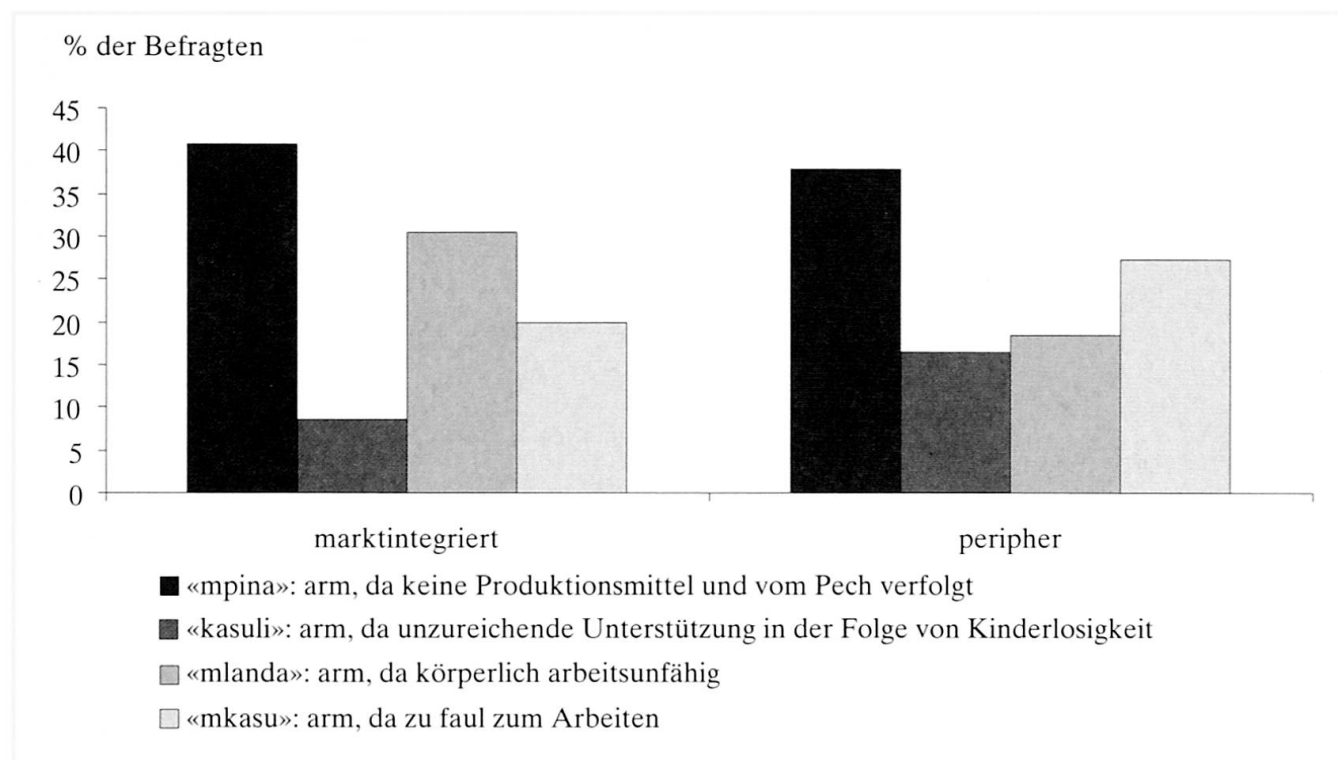 % der Befragten
45
40
35
30
25
20
15
10
5
0
marktintegriert peripher
«mpina»: arm, da keine Produktionsmittel und vom Pech verfolgt
«kasuli»: arm, da unzureichende Unterstützung in der Folge von Kinderlosigkeit
«mlanda»: arm, da körperlich arbeitsunfähig
«mkasu»: arm, da zu faul zum Arbeiten